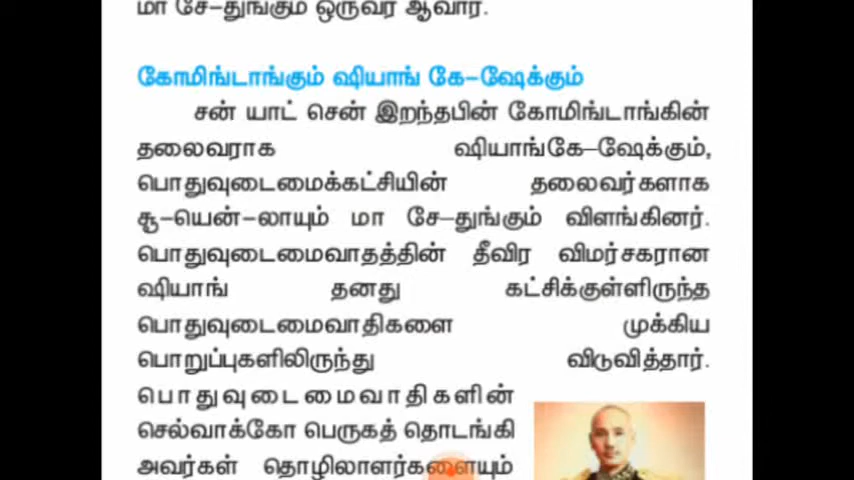 மா சே–துங்கும் ஒருவர் ஆவார்.
கோமிங்டாங்கும் ஷியாங் கே–ஷேக்கும்
சன் யாட் சென் இறந்தபின் கோமிங்டாங்கின்
தலைவராக ஷியாங்கே–ஷேக்கும்,
பொதுவுடைமைக்கட்சியின் தலைவர்களாக
சூ–யென்–லாயும் மா சே–துங்கும் விளங்கினர்.
பொதுவுடைமைவாதத்தின் தீவிர விமர்சகரான
ஷியாங் தனது கட்சிக்குள்ளிருந்த
பொதுவுடைமைவாதிகளை முக்கிய
பொறுப்புகளிலிருந்து விடுவித்தார்.
பொதுவுடைமைவாதிகளின்
செல்வாக்கோ பெருகத் தொடங்கி
அவர்கள் தொழிலாளர்களையும்